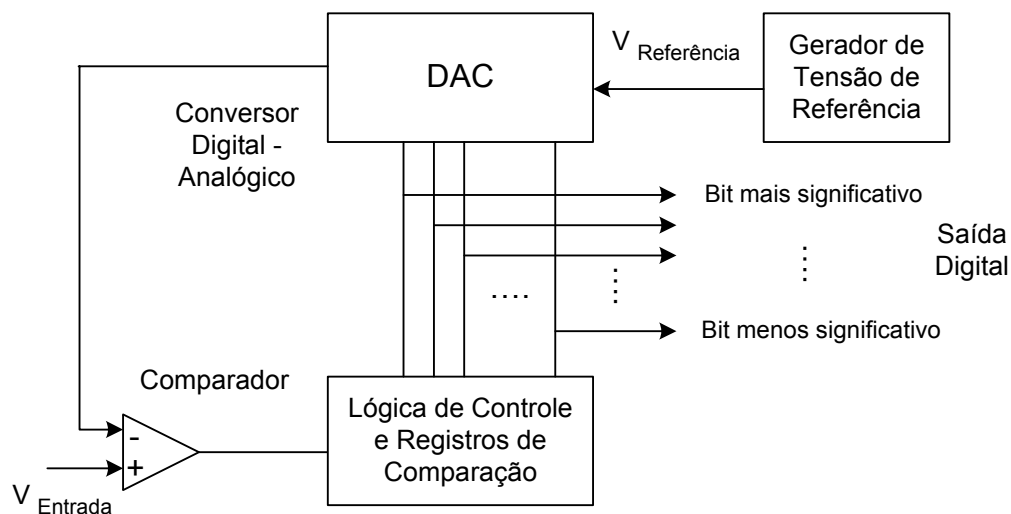 V Referência
Gerador de
Tensão de
Referência
DAC
Conversor
Digital -
Analógico
Bit mais significativo
Saída
Digital
....
Bit menos significativo
Comparador
Lógica de Controle
e Registros de
Comparação
-
+
V Entrada